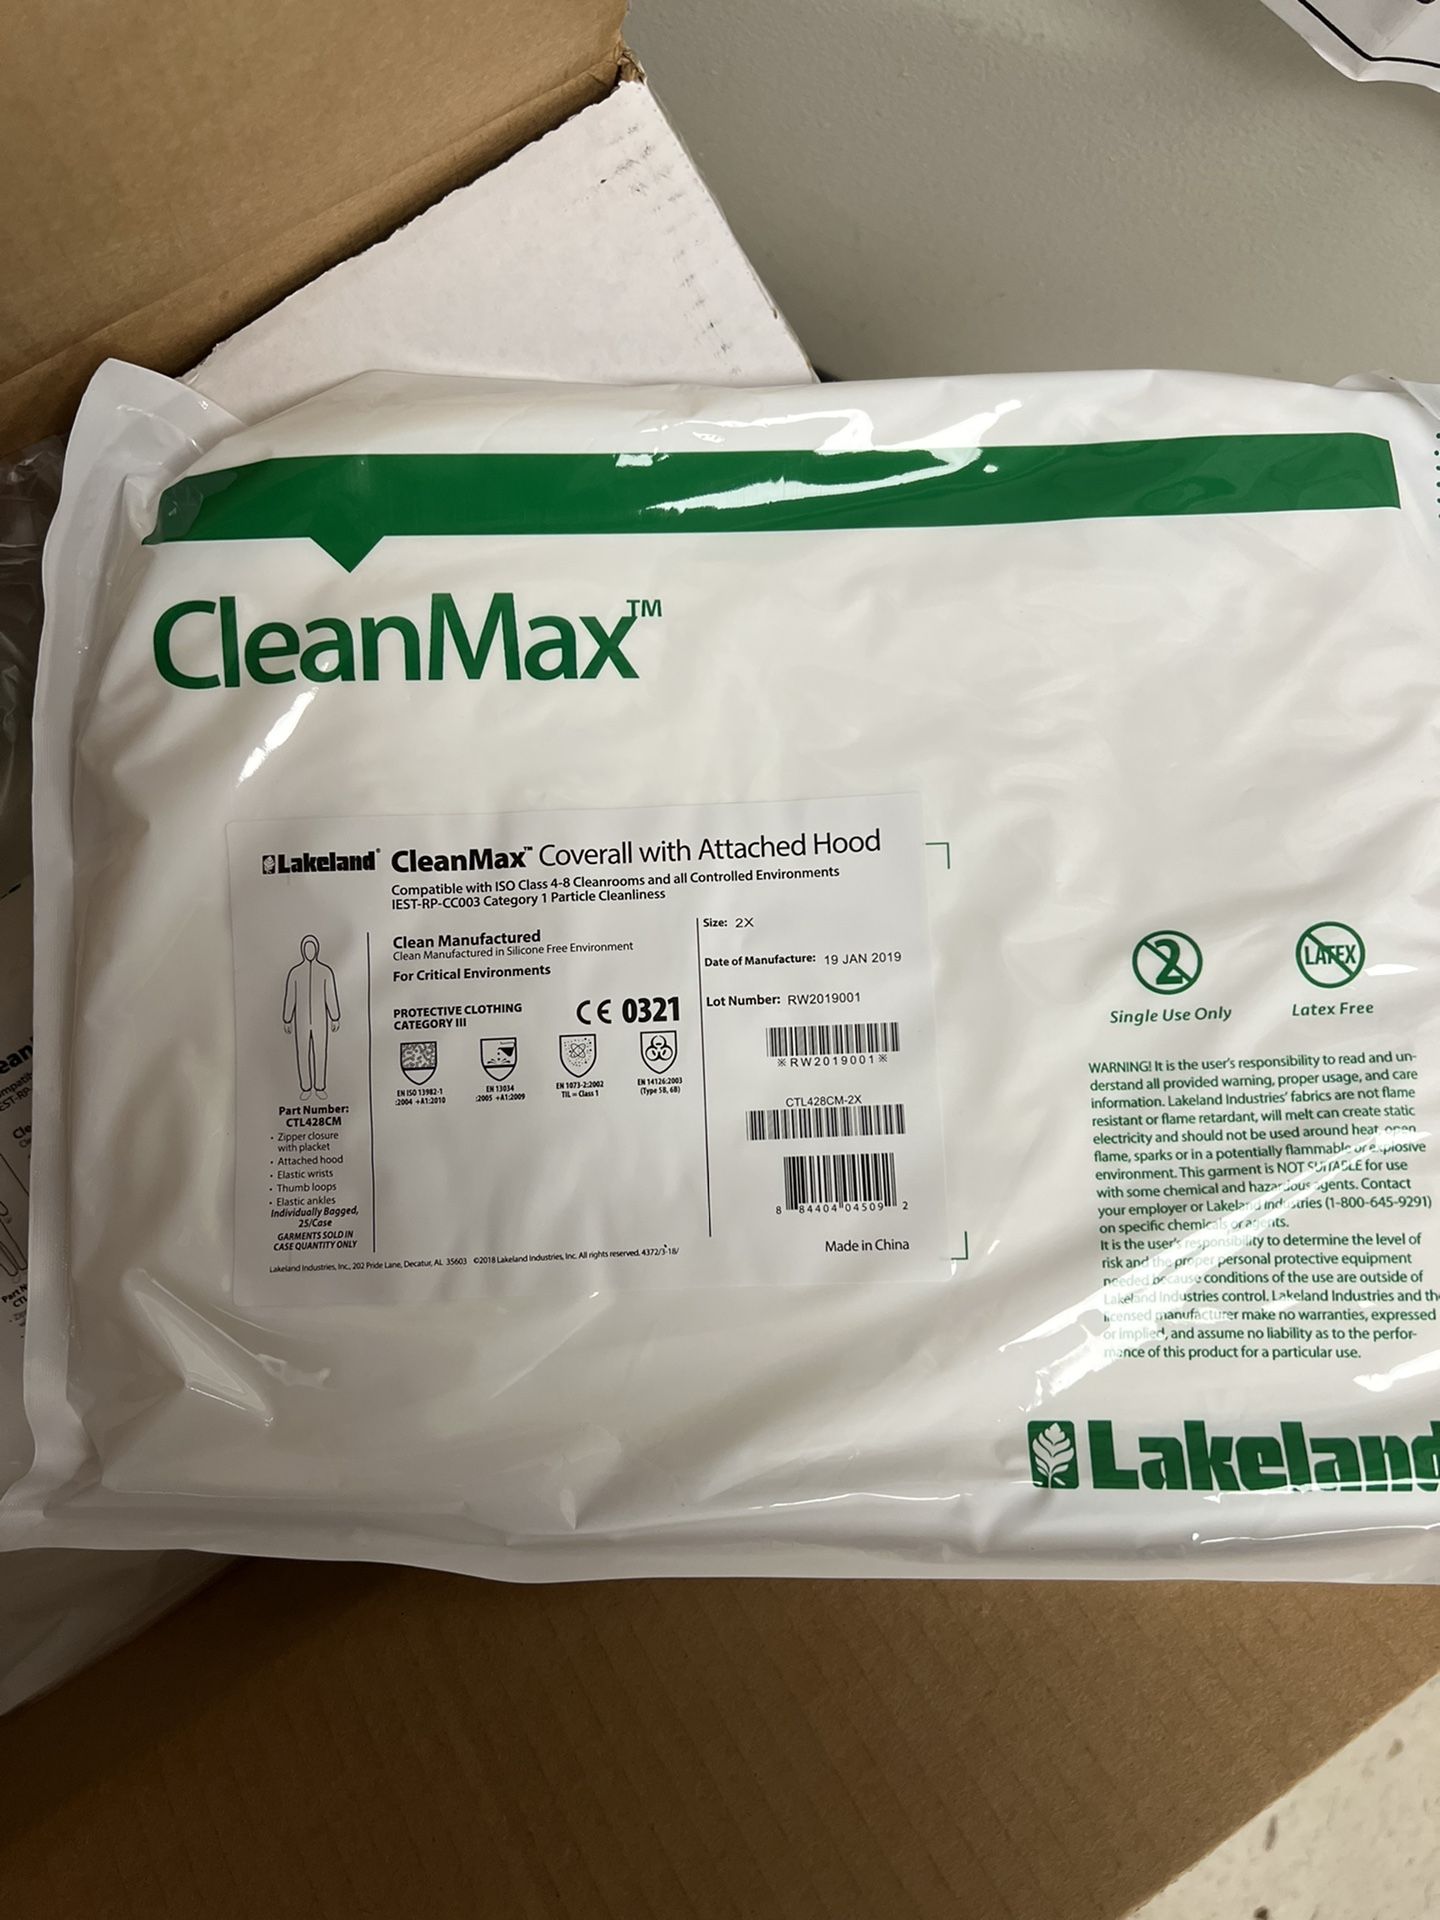 CleanMax™
Lakeland® CleanMax™ Coverall with Attached Hood
Compatible with ISO Class 4-8 Cleanrooms and all Controlled Environments
IEST-RP-CC003 Category 1 Particle Cleanliness
Clean Manufactured
Clean Manufactured in Silicone Free Environment
For Critical Environments
PROTECTIVE CLOTHING
CATEGORY III
CE 0321
EN ISO 13982-1
:2004 +A1:2010
EN 13034
:2005 +A1:2009
EN 1073-2:2002
TIL = Class 1
EN 14126:2003
(Type 5B, 6B)
Part Number:
CTL428CM
• Zipper closure
with placket
• Attached hood
• Elastic wrists
• Thumb loops
• Elastic ankles
Individually Bagged,
25/Case
GARMENTS SOLD IN
CASE QUANTITY ONLY
Size: 2X
Date of Manufacture: 19 JAN 2019
Lot Number: RW2019001
※RW2019001※
CTL428CM-2X
8 84404 04509 2
Made in China
Lakeland Industries, Inc., 202 Pride Lane, Decatur, AL 35603 ©2018 Lakeland Industries, Inc. All rights reserved. 4372/3-18/
2
Single Use Only
LATEX
Latex Free
WARNING! It is the user's responsibility to read and un-
derstand all provided warning, proper usage, and care
information. Lakeland Industries' fabrics are not flame
resistant or flame retardant, will melt can create static
electricity and should not be used around heat, open
flame, sparks or in a potentially flammable or explosive
environment. This garment is NOT SUITABLE for use
with some chemical and hazardous agents. Contact
your employer or Lakeland Industries (1-800-645-9291)
on specific chemicals or agents.
It is the user's responsibility to determine the level of
risk and the proper personal protective equipment
needed because conditions of the use are outside of
Lakeland Industries control. Lakeland Industries and the
licensed manufacturer make no warranties, expressed
or implied, and assume no liability as to the perfor-
mance of this product for a particular use.
Lakeland